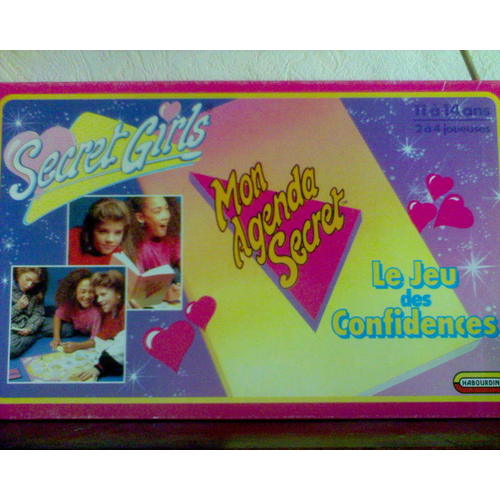 Secret Girls
11 à 14 ans
2 à 4 joueuses
Mon
Agenda
Secret
Le Jeu
des
Confidences
HABOURDIN